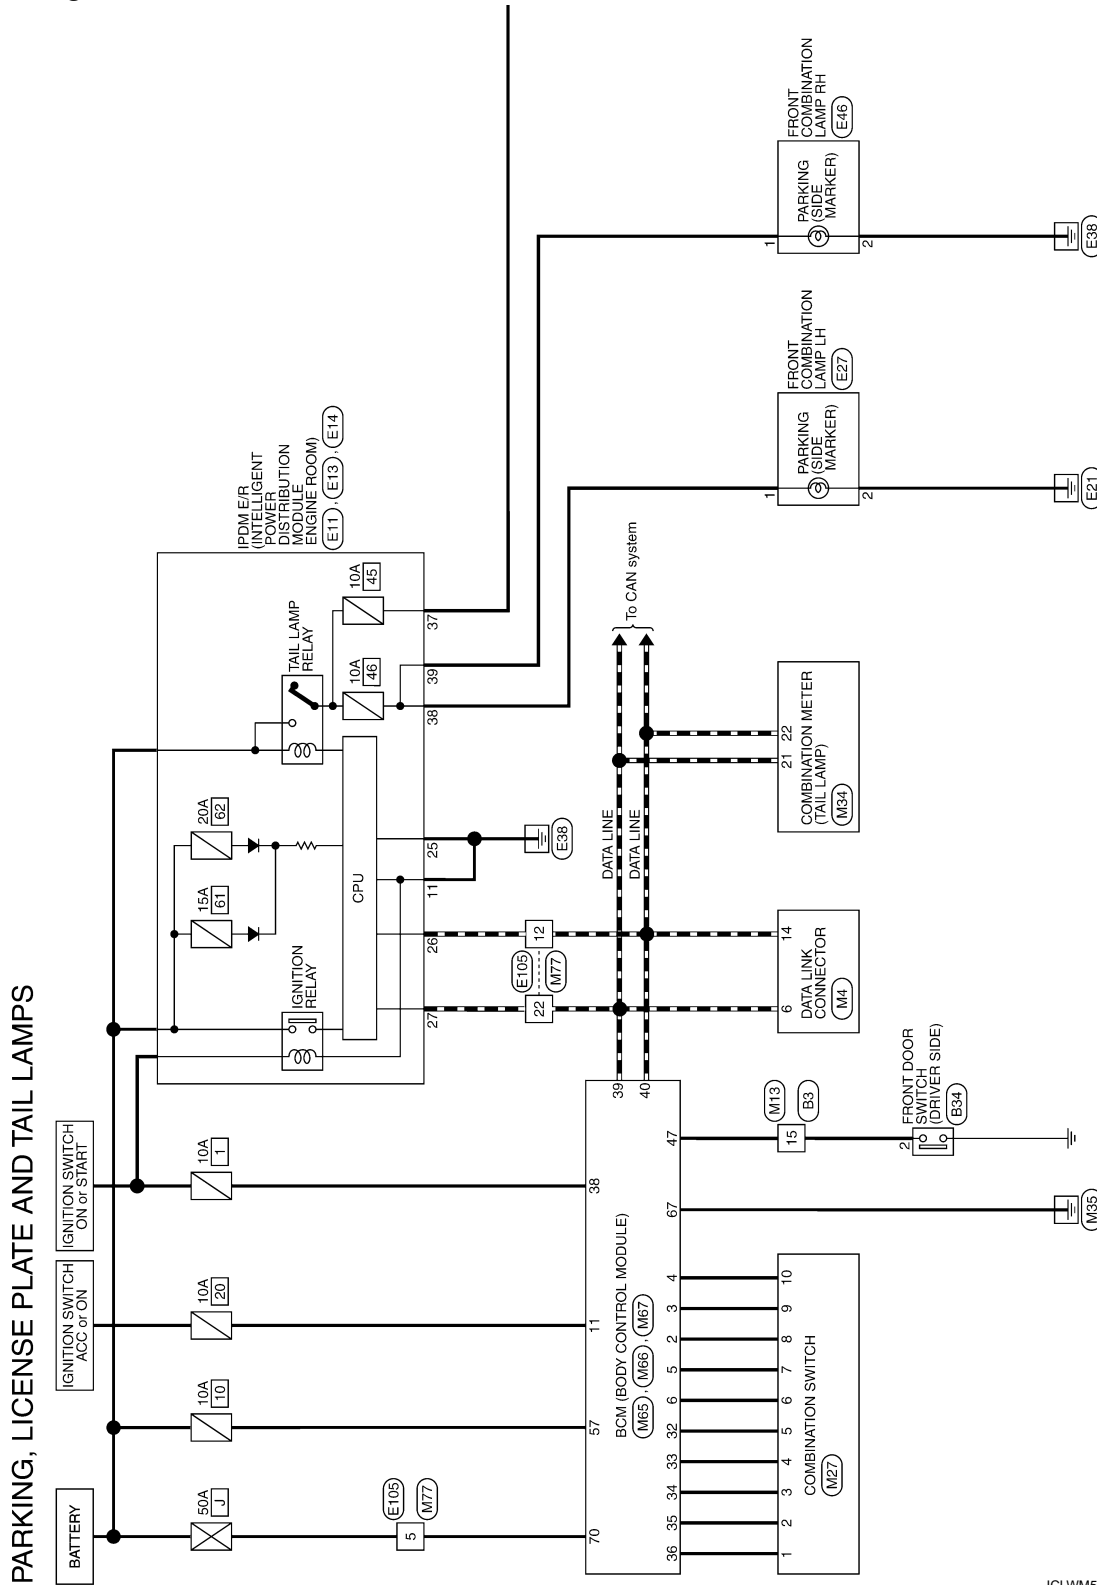 PARKING, LICENSE PLATE AND TAIL LAMPS
BATTERY
IGNITION SWITCH
ACC or ON
IGNITION SWITCH
ON or START
50A
J
10A
10
10A
20
10A
1
E105
5
M77
70
57
11
38
BCM (BODY CONTROL MODULE)
M65 , M66 , M67
39
40
36
35
34
33
32
6
5
2
3
4
67
47
1
2
3
4
5
6
7
8
9
10
COMBINATION SWITCH
M27
M35
M13
15
B3
2
FRONT DOOR
SWITCH
(DRIVER SIDE)
B34
IPDM E/R
(INTELLIGENT
POWER
DISTRIBUTION
MODULE
ENGINE ROOM)
E11 , E13 , E14
IGNITION
RELAY
15A
61
20A
62
TAIL LAMP
RELAY
10A
46
10A
45
CPU
27
26
11
25
38
39
37
E38
E105
22
12
M77
DATA LINE
DATA LINE
To CAN system
6
14
DATA LINK
CONNECTOR
M4
21
22
COMBINATION METER
(TAIL LAMP)
M34
FRONT
COMBINATION
LAMP LH
E27
1
PARKING
(SIDE
MARKER)
2
E21
FRONT
COMBINATION
LAMP RH
E46
1
PARKING
(SIDE
MARKER)
2
E38